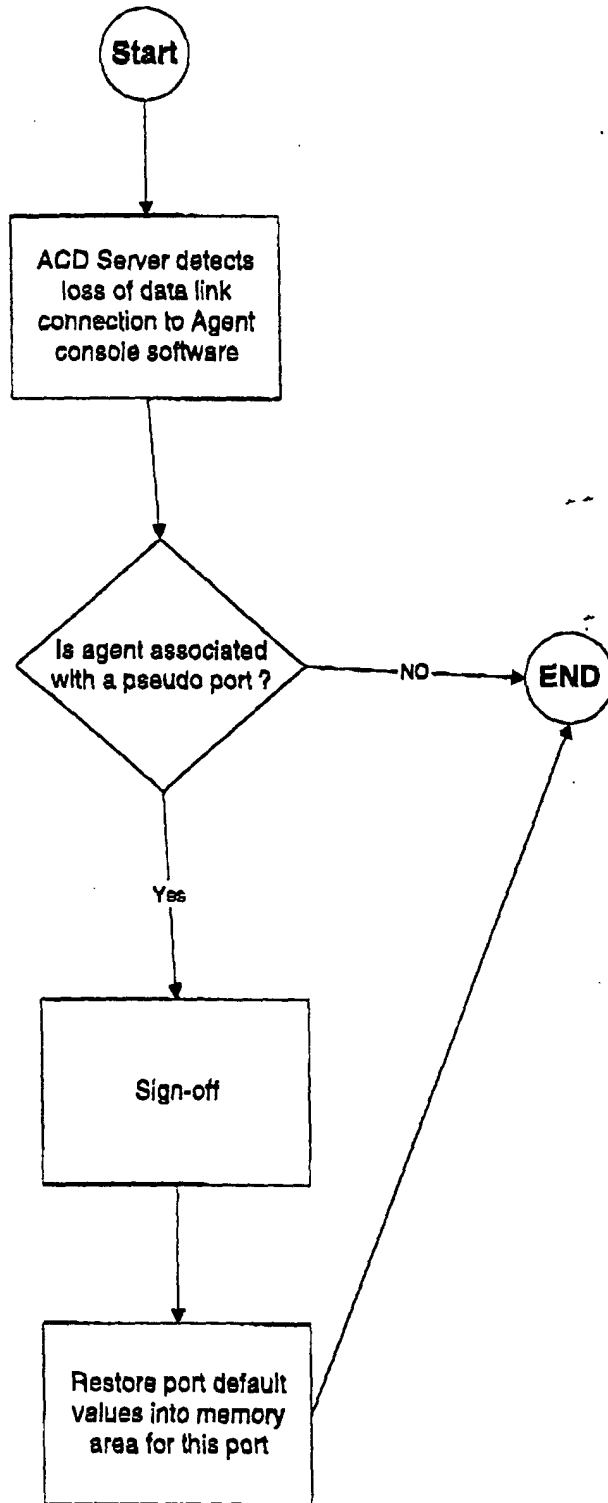 Start
ACD Server detects
loss of data link
connection to Agent
console software
Is agent associated
with a pseudo port ?
NO
END
Yes
Sign-off
Restore port default
values into memory
area for this port